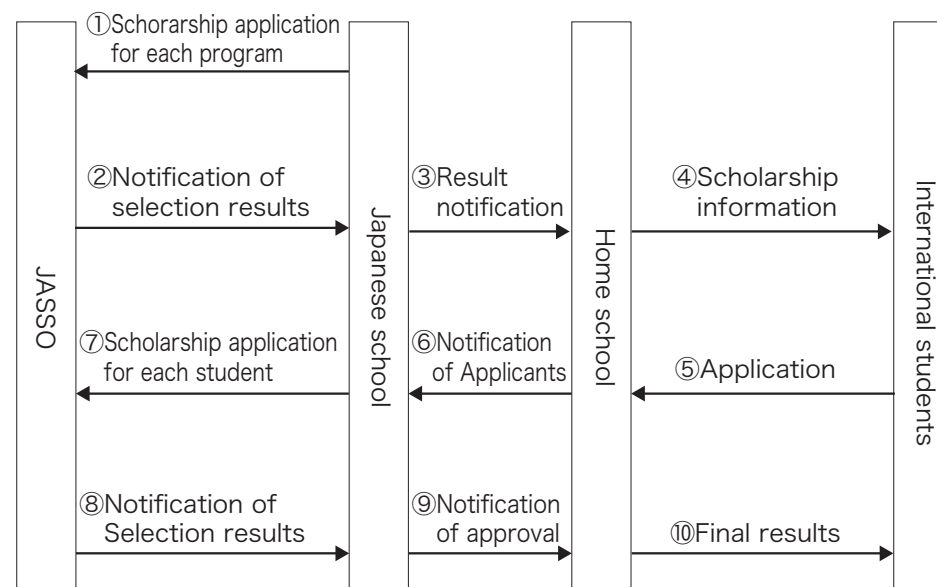 ①Schorarship application
for each program
②Notification of
selection results
③Result
notification
④Scholarship
information
JASSO
Japanese school
Home school
International students
⑦Scholarship application
for each student
⑥Notification
of Applicants
⑤Application
⑧Notification of
Selection results
⑨Notification
of approval
⑩Final results